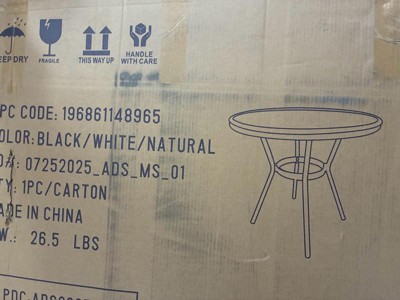 EEP DRY FRAGILE THIS WAY UP HANDLE WITH CARE
PC CODE: 196861148965
OLOR: BLACK/WHITE/NATURAL
O#: 07252025_ADS_MS_01
TY: 1PC/CARTON
ADE IN CHINA
W.: 26.5 LBS